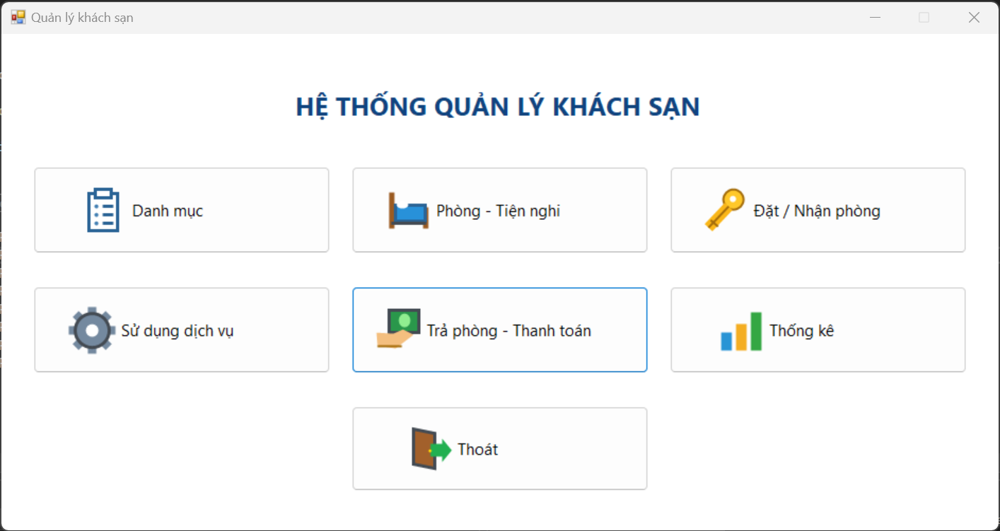 Quản lý khách sạn
HỆ THỐNG QUẢN LÝ KHÁCH SẠN
Danh mục
Phòng - Tiện nghi
Đặt / Nhận phòng
Sử dụng dịch vụ
Trả phòng - Thanh toán
Thống kê
Thoát